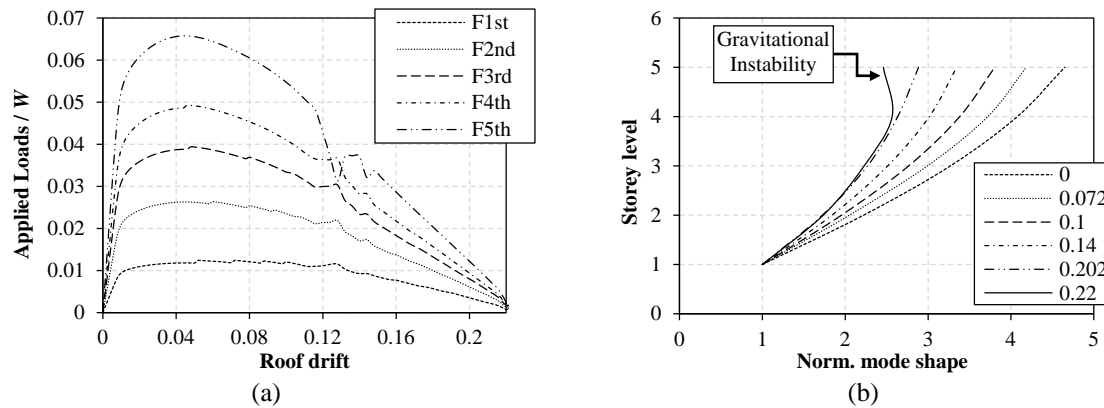 0.07
0.06
0.05
0.04
0.03
0.02
0.01
0
Applied Loads / W
0 0.04 0.08 0.12 0.16 0.2
Roof drift
F1st
F2nd
F3rd
F4th
F5th
(a)
6
5
4
3
2
1
0
Storey level
Gravitational
Instability
0
0.072
0.1
0.14
0.202
0.22
0 1 2 3 4 5
Norm. mode shape
(b)